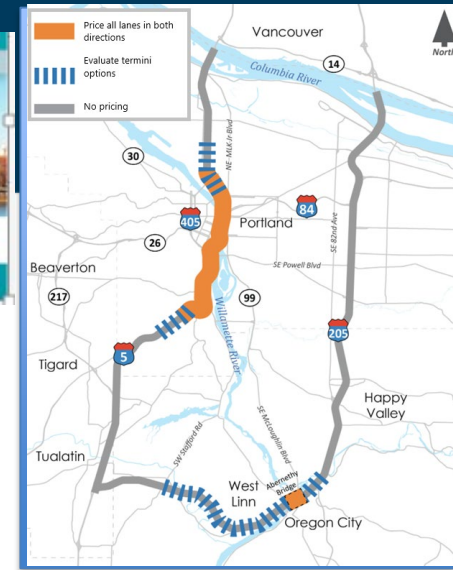 Price all lanes in both
directions
Evaluate termini
options
No pricing
Vancouver
North
14
Columbia River
NE MLK Jr Blvd
30
405
Portland
84
SE 82nd Ave
26
Beaverton
SE Powell Blvd
217
99
Willamette River
5
205
Tigard
Happy
Valley
SW Stafford Rd
SE McLoughlin Blvd
Tualatin
West
Linn
Abernethy
Bridge
Oregon City